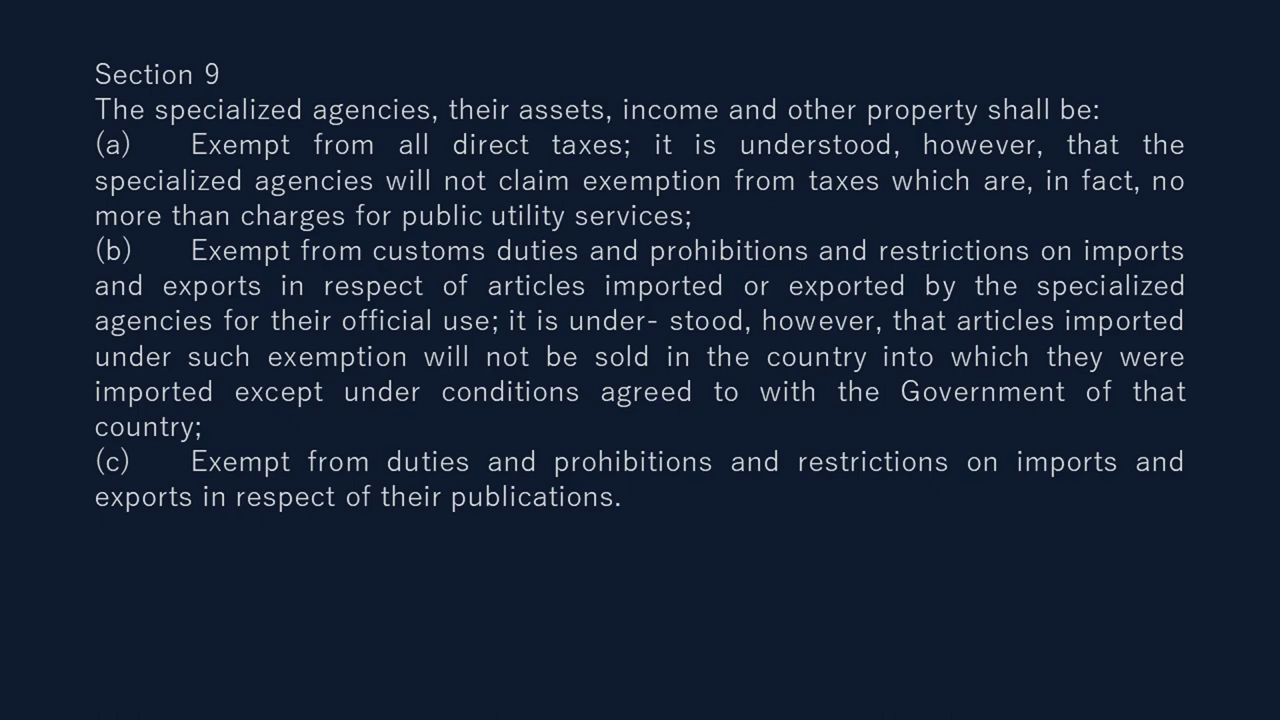 Section 9
The specialized agencies, their assets, income and other property shall be:
(a) Exempt from all direct taxes; it is understood, however, that the
specialized agencies will not claim exemption from taxes which are, in fact, no
more than charges for public utility services;
(b) Exempt from customs duties and prohibitions and restrictions on imports
and exports in respect of articles imported or exported by the specialized
agencies for their official use; it is under- stood, however, that articles imported
under such exemption will not be sold in the country into which they were
imported except under conditions agreed to with the Government of that
country;
(c) Exempt from duties and prohibitions and restrictions on imports and
exports in respect of their publications.